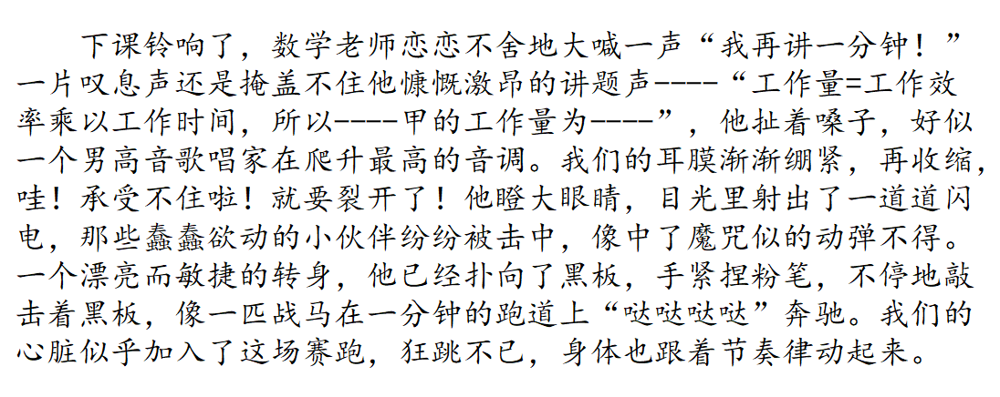 下课铃响了，数学老师恋恋不舍地大喊一声“我再讲一分钟！”
一片叹息声还是掩盖不住他慷慨激昂的讲题声----“工作量=工作效
率乘以工作时间，所以----甲的工作量为----”，他扯着嗓子，好似
一个男高音歌唱家在爬升最高的音调。我们的耳膜渐渐绷紧，再收缩，
哇！承受不住啦！就要裂开了！他瞪大眼睛，目光里射出了一道道闪
电，那些蠢蠢欲动的小伙伴纷纷被击中，像中了魔咒似的动弹不得。
一个漂亮而敏捷的转身，他已经扑向了黑板，手紧捏粉笔，不停地敲
击着黑板，像一匹战马在一分钟的跑道上“哒哒哒哒”奔驰。我们的
心脏似乎加入了这场赛跑，狂跳不已，身体也跟着节奏律动起来。